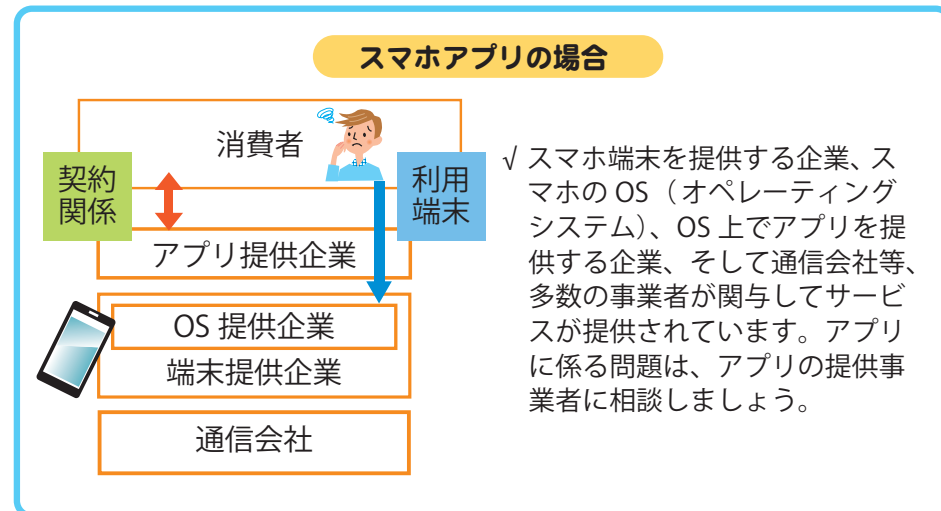 スマホアプリの場合
消費者
契約
関係
利用
端末
アプリ提供企業
OS 提供企業
端末提供企業
通信会社
√ スマホ端末を提供する企業、ス
マホの OS（オペレーティング
システム）、OS 上でアプリを提
供する企業、そして通信会社等、
多数の事業者が関与してサービ
スが提供されています。アプリ
に係る問題は、アプリの提供事
業者に相談しましょう。